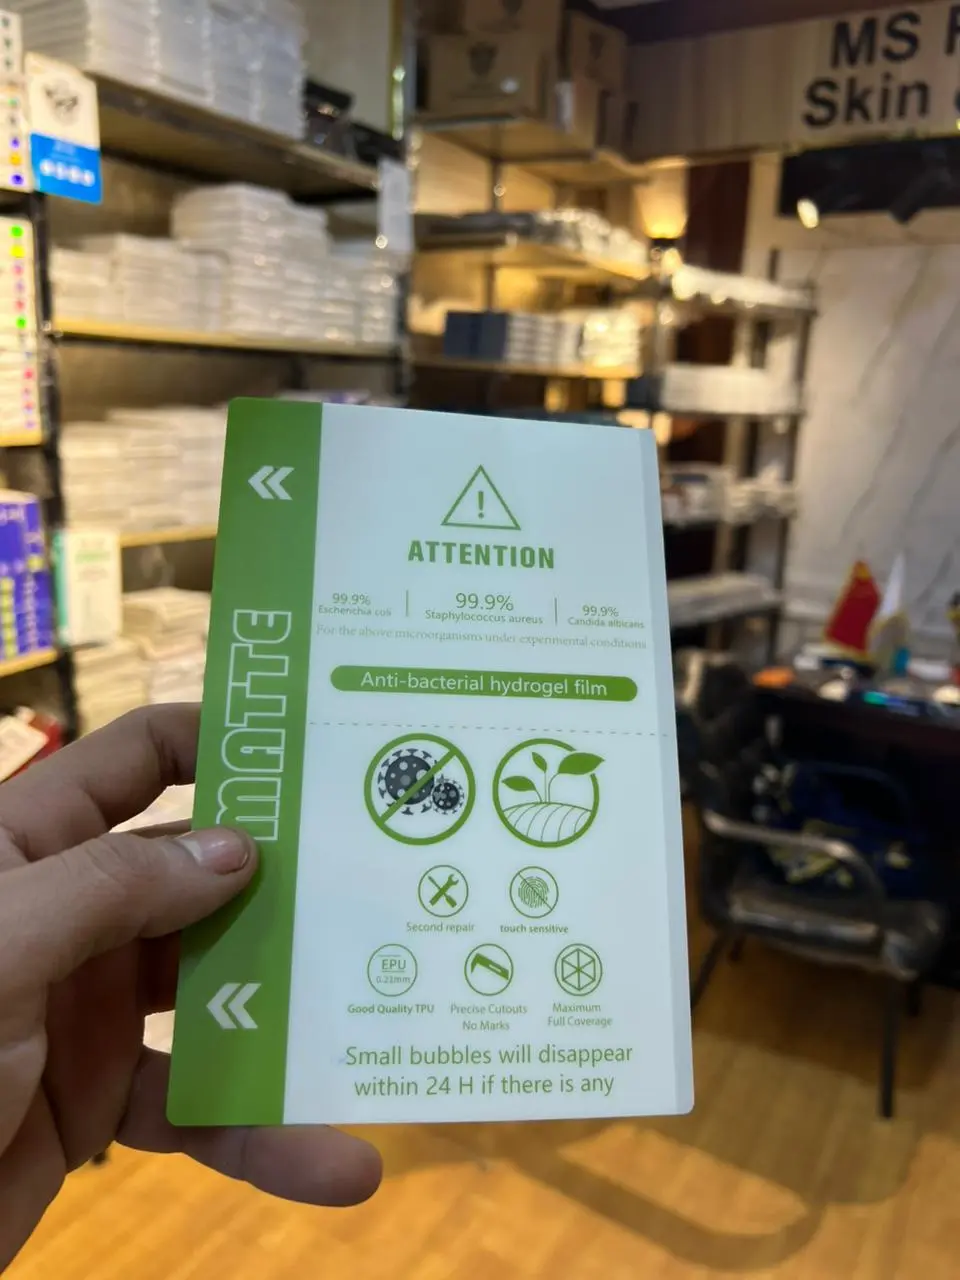 MS
Skin
ATTENTION
99.9%
Escherichia coli
99.9%
Staphylococcus aureus
99.9%
Candida albicans
For the above microorganisms under experimental conditions
Anti-bacterial hydrogel film
MATTE
Second repair
touch sensitive
EPU
0.21mm
Good Quality TPU
Precise Cutouts
No Marks
Maximum
Full Coverage
Small bubbles will disappear
within 24 H if there is any